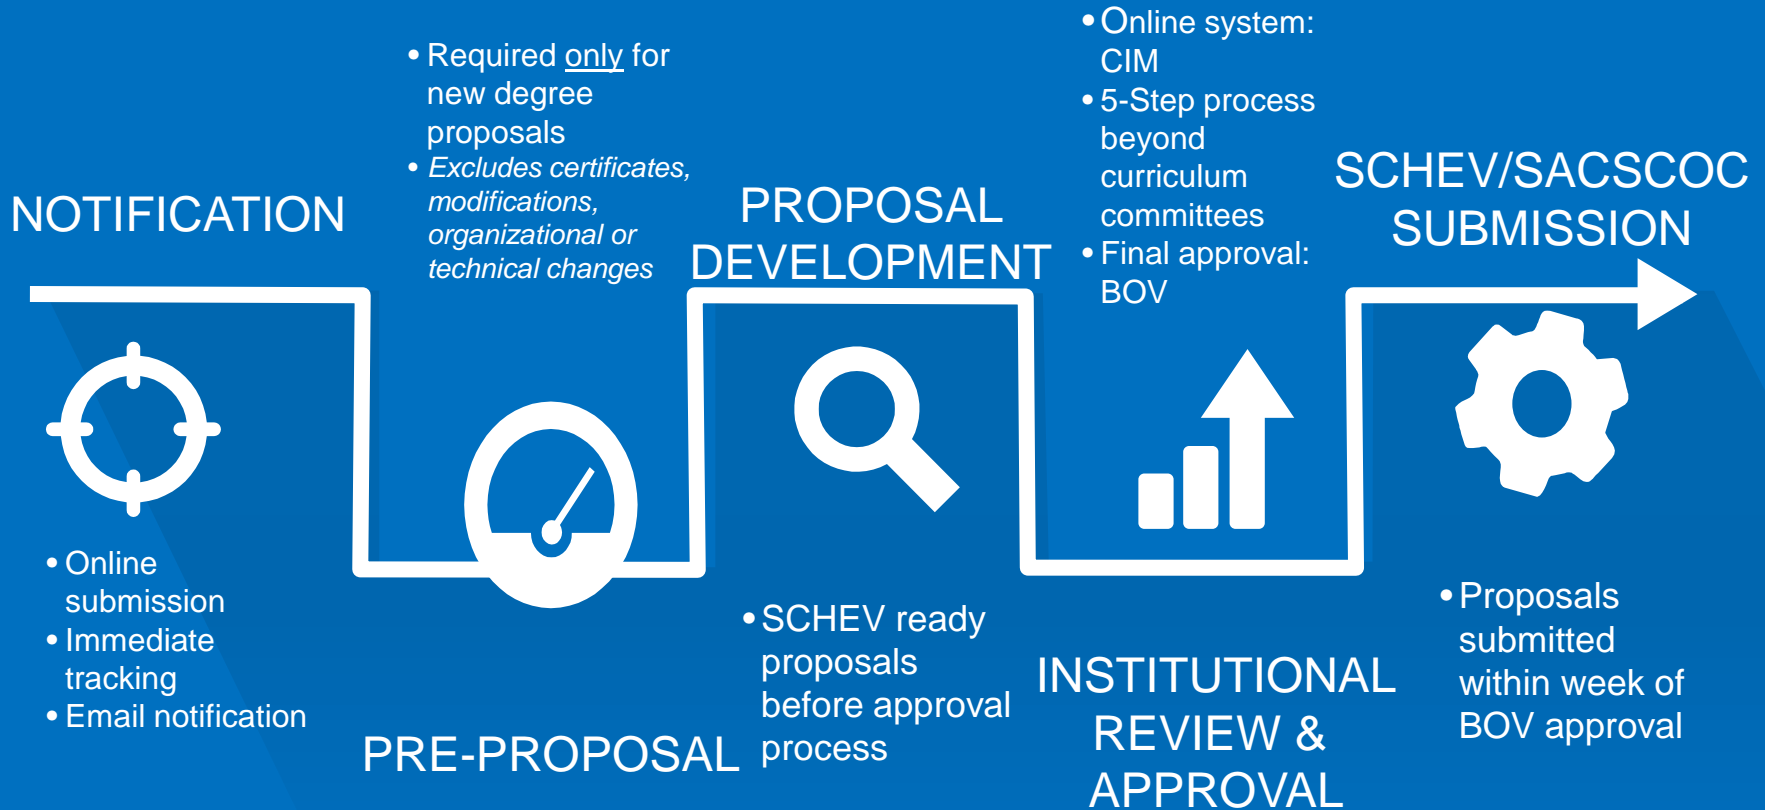 NOTIFICATION
• Online
submission
• Immediate
tracking
• Email notification
• Required only for
new degree
proposals
• Excludes certificates,
modifications,
organizational or
technical changes
PRE-PROPOSAL
PROPOSAL
DEVELOPMENT
• SCHEV ready
proposals
before approval
process
• Online system:
CIM
• 5-Step process
beyond
curriculum
committees
• Final approval:
BOV
INSTITUTIONAL
REVIEW &
APPROVAL
SCHEV/SACSCOC
SUBMISSION
• Proposals
submitted
within week of
BOV approval